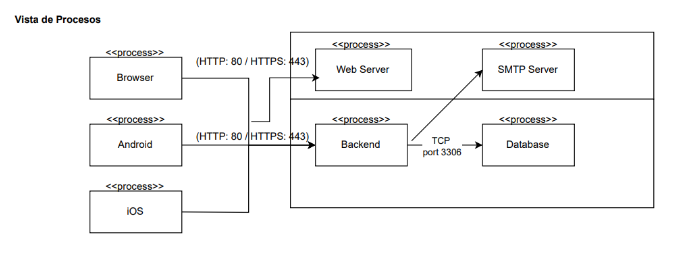 Vista de Procesos
<<process>>
Browser
(HTTP: 80 / HTTPS: 443)
<<process>>
Web Server
<<process>>
SMTP Server
<<process>>
Android
(HTTP: 80 / HTTPS: 443)
<<process>>
Backend
TCP
port 3306
<<process>>
Database
<<process>>
iOS